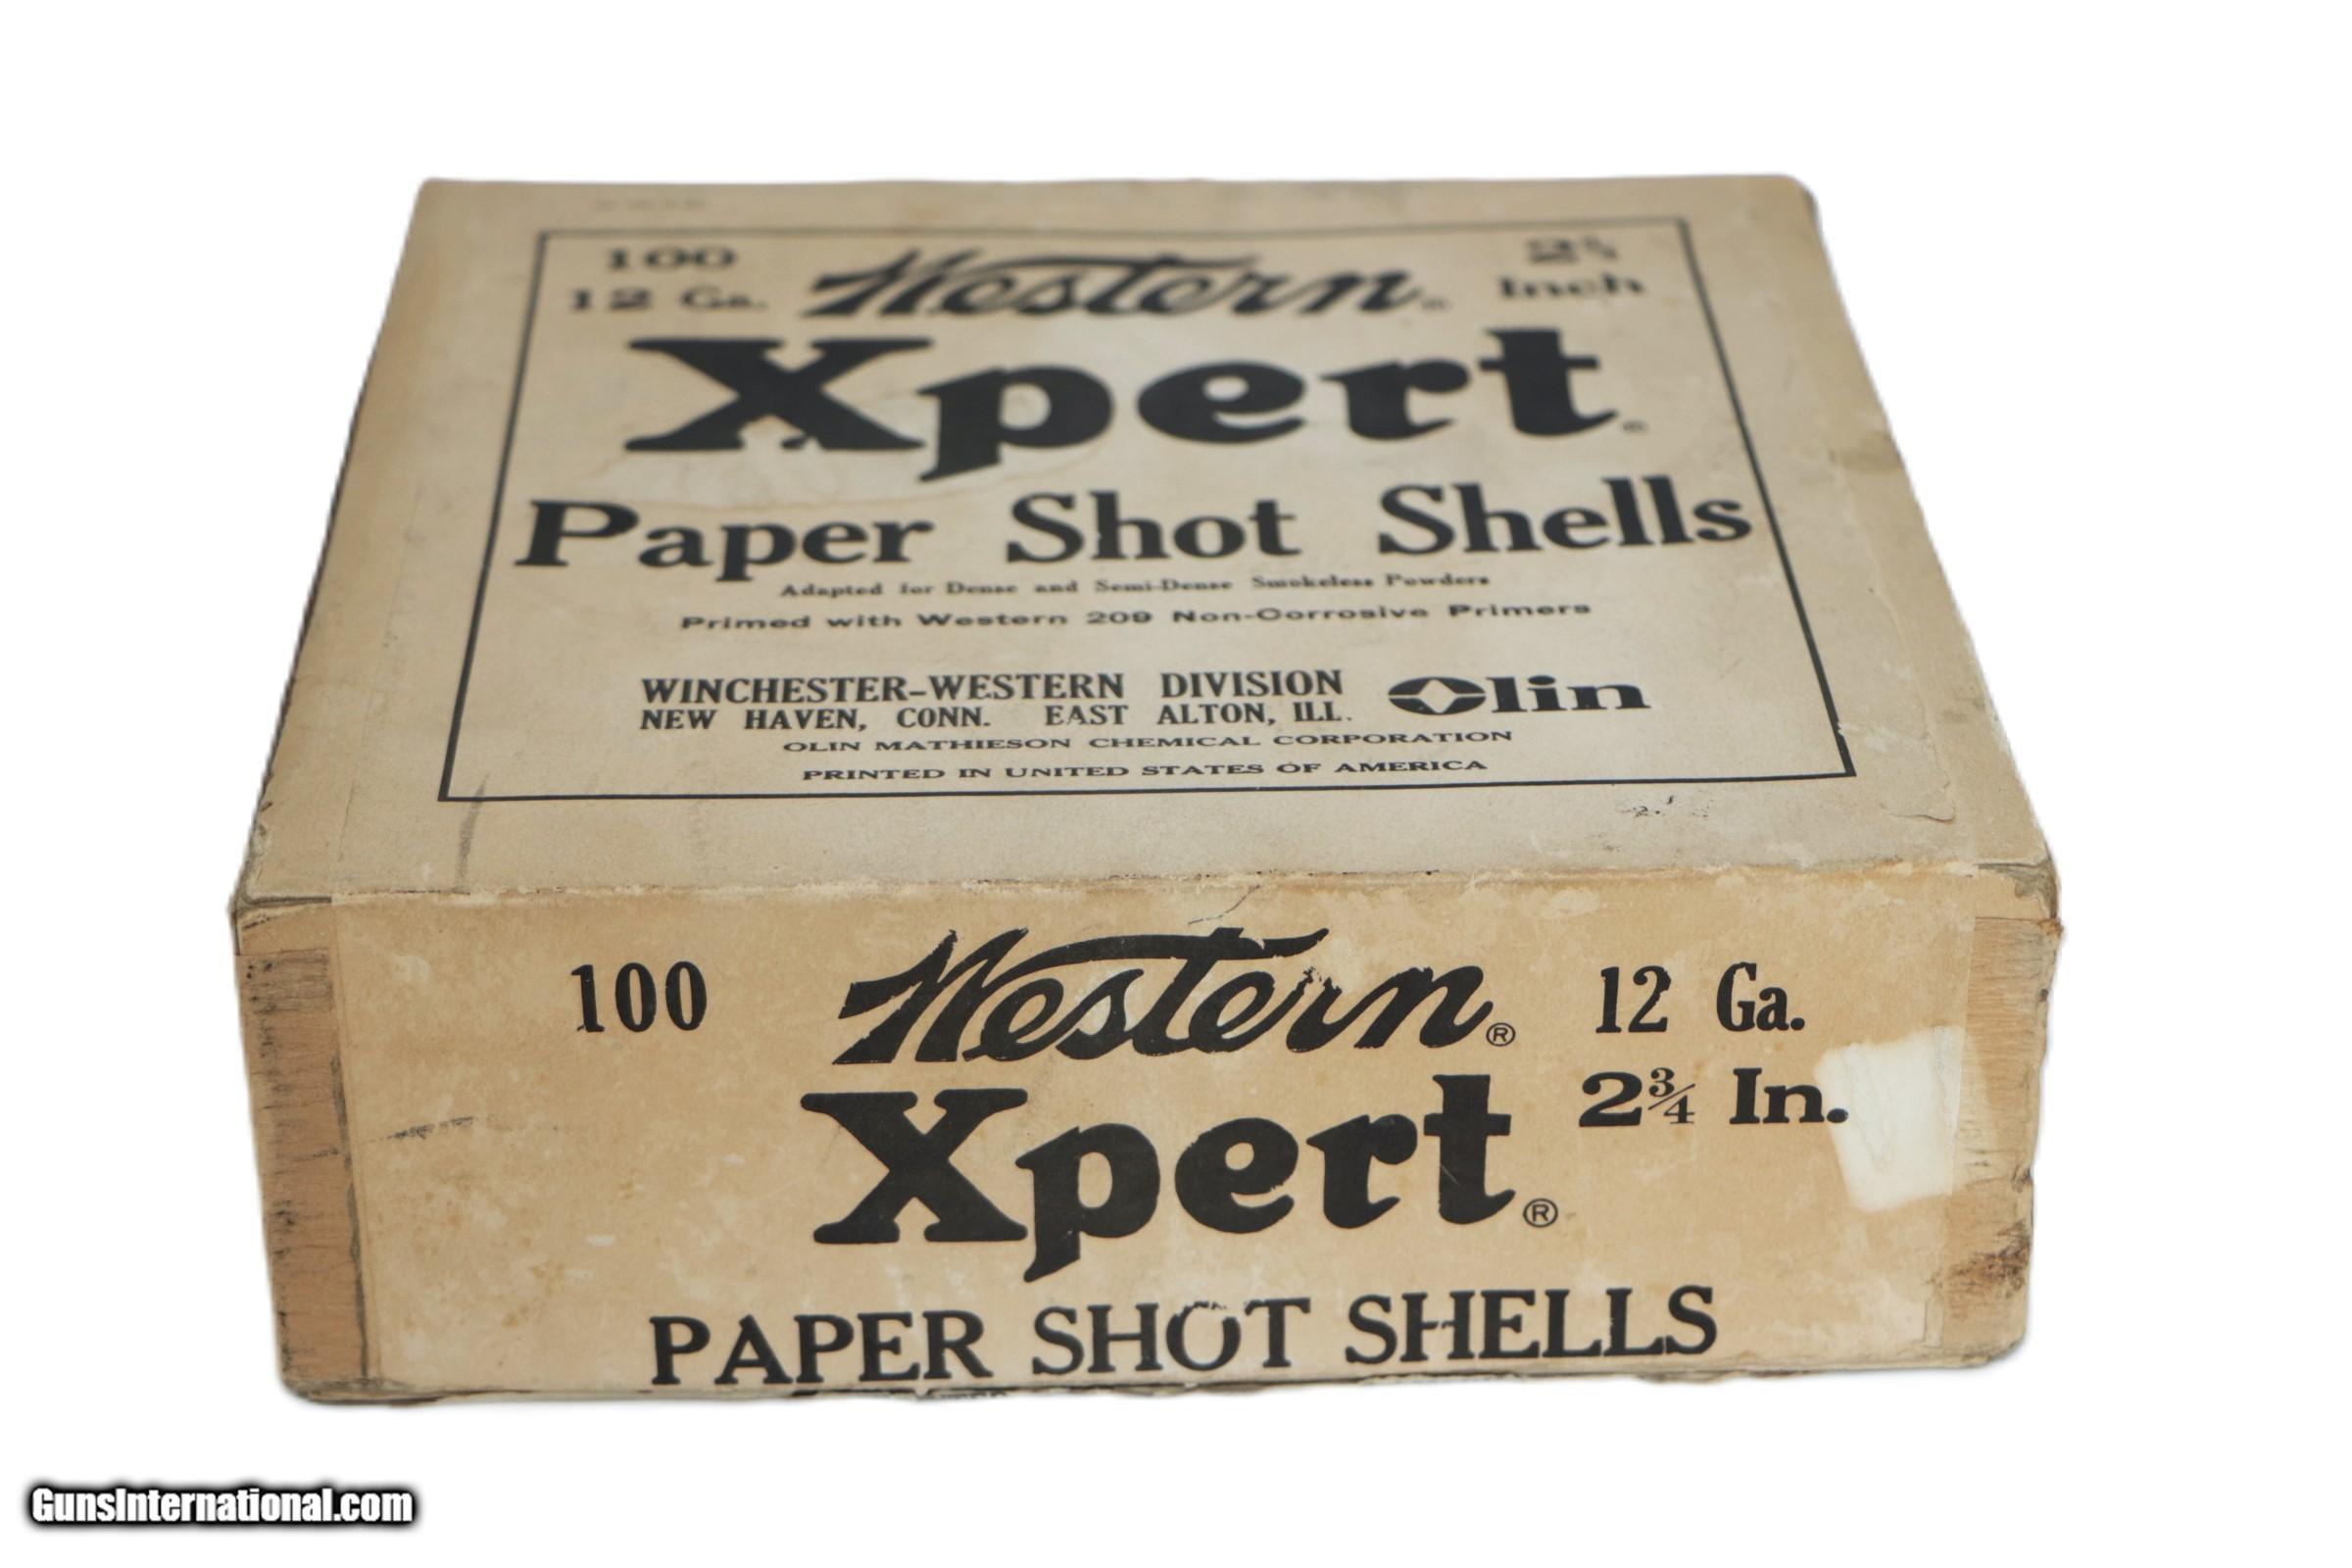 100 Western® 2¾
12 Ga. Inch
Xpert®
Paper Shot Shells
Adapted for Dense and Semi-Dense Smokeless Powders
Primed with Western 209 Non-Corrosive Primers
WINCHESTER-WESTERN DIVISION Olin
NEW HAVEN, CONN. EAST ALTON, ILL.
OLIN MATHIESON CHEMICAL CORPORATION
PRINTED IN UNITED STATES OF AMERICA
100 Western® 12 Ga.
Xpert® 2¾ In.
PAPER SHOT SHELLS
GunsInternational.com